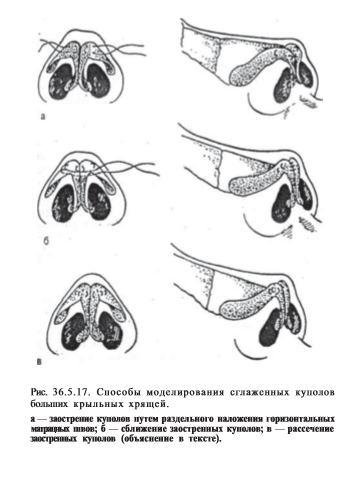 а
б
в
Рис. 36.5.17. Способы моделирования сглаженных куполов
больших крыльных хрящей.
а — заострение куполов путем раздельного наложения горизонтальных
матрацных швов; б — сближение заостренных куполов; в — рассечение
заостренных куполов (объяснение в тексте).